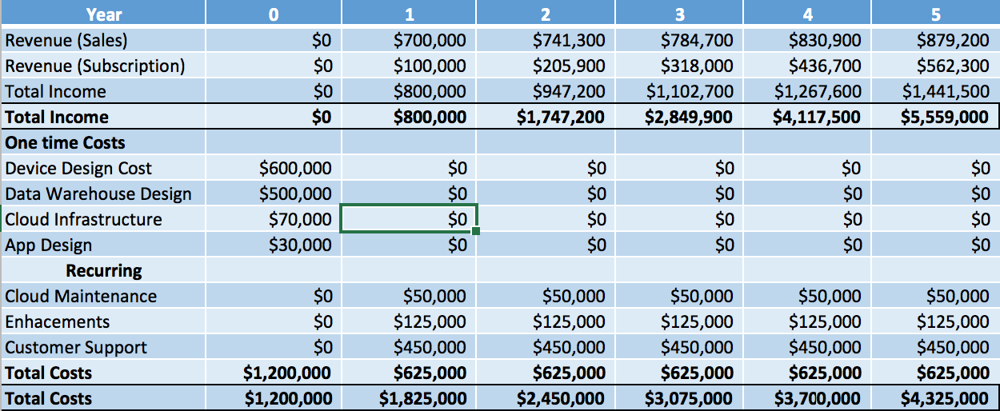 Year 0 1 2 3 4 5
Revenue (Sales) $0 $700,000 $741,300 $784,700 $830,900 $879,200
Revenue (Subscription) $0 $100,000 $205,900 $318,000 $436,700 $562,300
Total Income $0 $800,000 $947,200 $1,102,700 $1,267,600 $1,441,500
Total Income $0 $800,000 $1,747,200 $2,849,900 $4,117,500 $5,559,000
One time Costs
Device Design Cost $600,000 $0 $0 $0 $0 $0
Data Warehouse Design $500,000 $0 $0 $0 $0 $0
Cloud Infrastructure $70,000 $0 $0 $0 $0 $0
App Design $30,000 $0 $0 $0 $0 $0
Recurring
Cloud Maintenance $0 $50,000 $50,000 $50,000 $50,000 $50,000
Enhacements $0 $125,000 $125,000 $125,000 $125,000 $125,000
Customer Support $0 $450,000 $450,000 $450,000 $450,000 $450,000
Total Costs $1,200,000 $625,000 $625,000 $625,000 $625,000 $625,000
Total Costs $1,200,000 $1,825,000 $2,450,000 $3,075,000 $3,700,000 $4,325,000